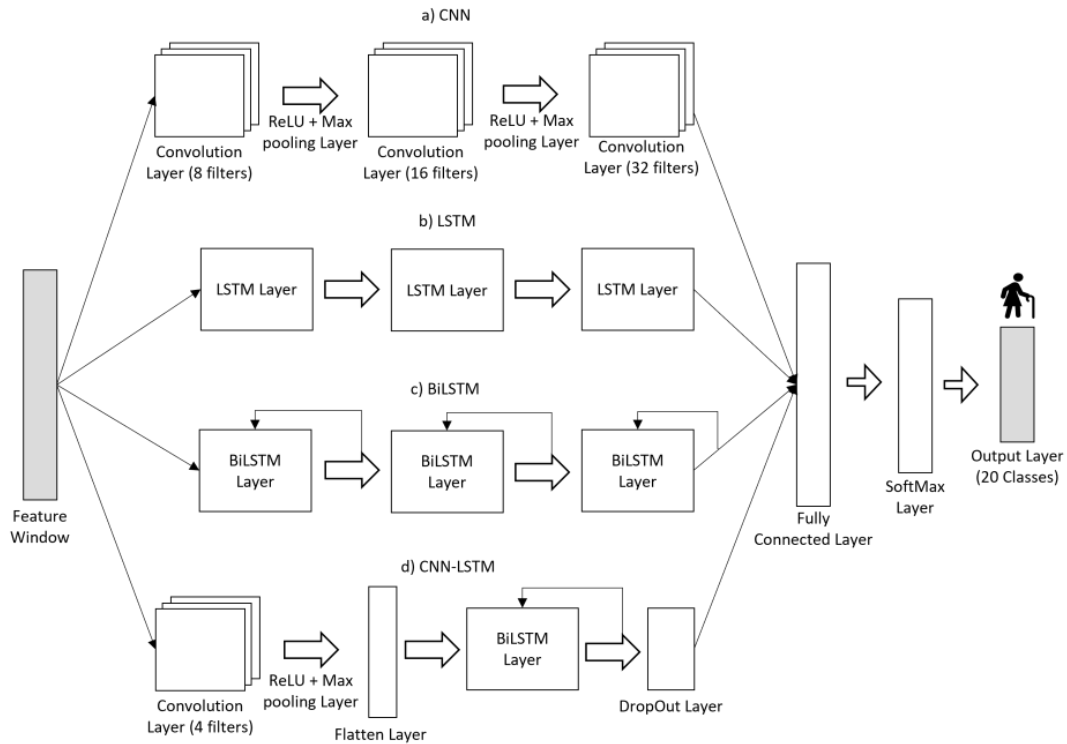 a) CNN
ReLU + Max
pooling Layer
ReLU + Max
pooling Layer
Convolution
Layer (8 filters)
Convolution
Layer (16 filters)
Convolution
Layer (32 filters)
b) LSTM
LSTM Layer
LSTM Layer
LSTM Layer
c) BiLSTM
BiLSTM
Layer
BiLSTM
Layer
BiLSTM
Layer
Feature
Window
Fully
Connected Layer
SoftMax
Layer
Output Layer
(20 Classes)
d) CNN-LSTM
Convolution
Layer (4 filters)
ReLU + Max
pooling Layer
Flatten Layer
BiLSTM
Layer
DropOut Layer